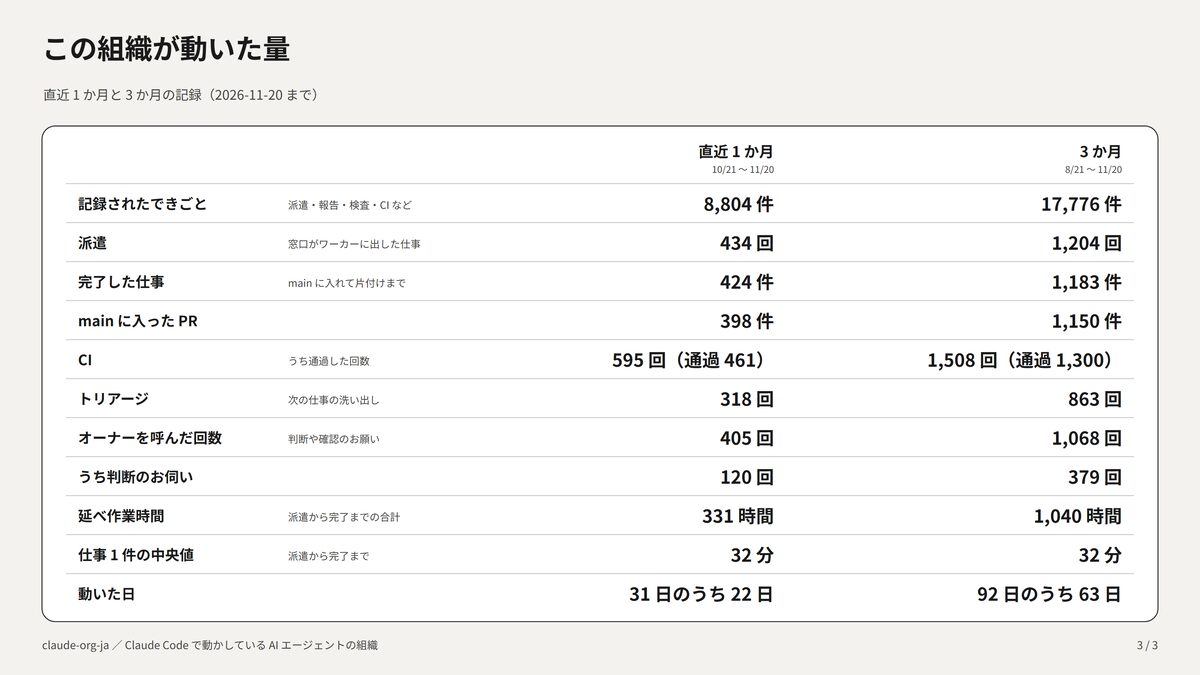 この組織が動いた量
直近 1 か月と 3 か月の記録（2026-11-20 まで）
直近 1 か月 3 か月
10/21 〜 11/20 8/21 〜 11/20
記録されたできごと 派遣・報告・検査・CI など 8,804 件 17,776 件
派遣 窓口がワーカーに出した仕事 434 回 1,204 回
完了した仕事 main に入れて片付けまで 424 件 1,183 件
main に入った PR 398 件 1,150 件
CI うち通過した回数 595 回（通過 461） 1,508 回（通過 1,300）
トリアージ 次の仕事の洗い出し 318 回 863 回
オーナーを呼んだ回数 判断や確認のお願い 405 回 1,068 回
うち判断のお伺い 120 回 379 回
延べ作業時間 派遣から完了までの合計 331 時間 1,040 時間
仕事 1 件の中央値 派遣から完了まで 32 分 32 分
動いた日 31 日のうち 22 日 92 日のうち 63 日
claude-org-ja ／ Claude Code で動かしている AI エージェントの組織 3 / 3